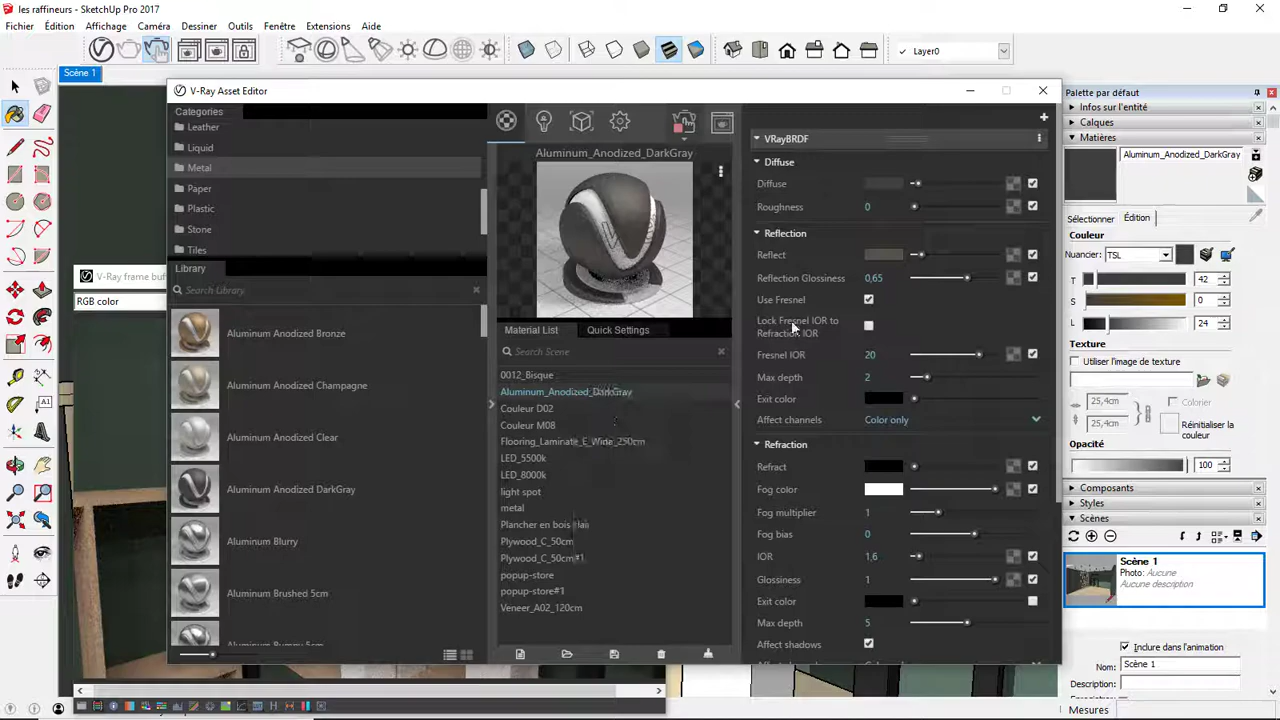 les raffineurs - SketchUp Pro 2017
Fichier Édition Affichage Caméra Dessiner Outils Fenêtre Extensions Aide
Layer0
Scène 1
V-Ray Asset Editor
Categories
Leather
Liquid
Metal
Paper
Plastic
Stone
Tiles
Library
Search Library
Aluminum Anodized Bronze
Aluminum Anodized Champagne
Aluminum Anodized Clear
Aluminum Anodized DarkGray
Aluminum Blurry
Aluminum Brushed 5cm
V-Ray frame buf
RGB color
Aluminum_Anodized_DarkGray
Material List Quick Settings
Search Scene
0012_Bisque
Aluminum_Anodized_DarkGray
Couleur D02
Couleur M08
Flooring_Laminate_E_Wide_250cm
LED_5500k
LED_8000k
light spot
metal
Plancher en bois
Plywood_C_50cm
Plywood_C_50cm#1
popup-store
popup-store#1
Veneer_A02_120cm
VRayBRDF
Diffuse
Diffuse
Roughness 0
Reflection
Reflect
Reflection Glossiness 0,65
Use Fresnel
Lock Fresnel IOR to
Refraction IOR
Fresnel IOR 20
Max depth 2
Exit color
Affect channels Color only
Refraction
Refract
Fog color
Fog multiplier 1
Fog bias 0
IOR 1,6
Glossiness 1
Exit color
Max depth 5
Affect shadows
Palette par défaut
Infos sur l'entité
Calques
Matières
Aluminum_Anodized_DarkGray
Sélectionner Édition
Couleur
Nuancier: TSL
T 42
S 0
L 24
Texture
Utiliser l'image de texture
25,4cm Colorier
25,4cm Réinitialiser la
couleur
Opacité
100
Composants
Styles
Scènes
Scène 1
Photo: Aucune
Aucune description
Inclure dans l'animation
Nom: Scène 1
Description:
Mesures